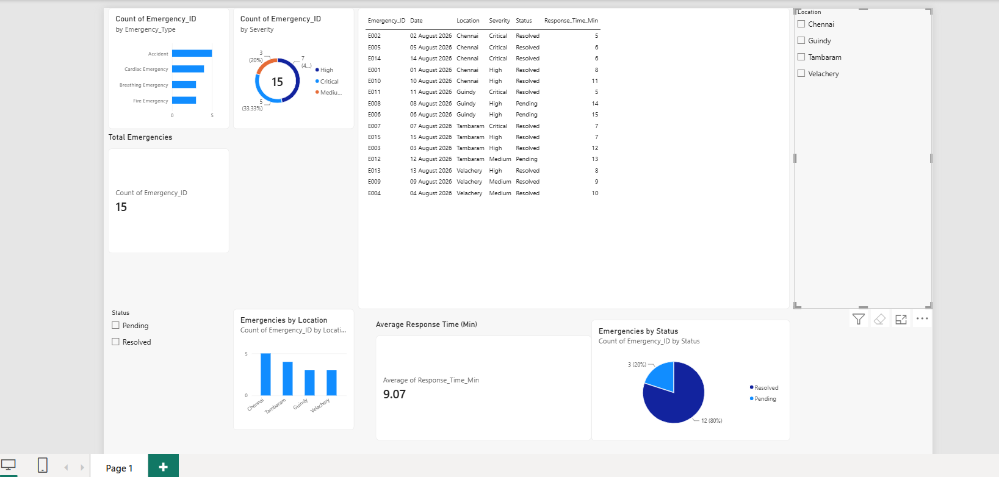 Count of Emergency_ID
by Emergency_Type
Accident
Cardiac Emergency
Breathing Emergency
Fire Emergency
0 5
Count of Emergency_ID
by Severity
3
(20%)
7
(4...)
15
5
(33.33%)
High
Critical
Mediu...
Emergency_ID Date Location Severity Status Response_Time_Min
E002 02 August 2026 Chennai Critical Resolved 5
E005 05 August 2026 Chennai Critical Resolved 6
E014 14 August 2026 Chennai Critical Resolved 6
E001 01 August 2026 Chennai High Resolved 8
E010 10 August 2026 Chennai High Resolved 11
E011 11 August 2026 Guindy Critical Resolved 5
E008 08 August 2026 Guindy High Pending 14
E006 06 August 2026 Guindy High Pending 15
E007 07 August 2026 Tambaram Critical Resolved 7
E015 15 August 2026 Tambaram High Resolved 7
E003 03 August 2026 Tambaram High Resolved 12
E012 12 August 2026 Tambaram Medium Pending 13
E013 13 August 2026 Velachery High Resolved 8
E009 09 August 2026 Velachery Medium Resolved 9
E004 04 August 2026 Velachery Medium Resolved 10
Location
Chennai
Guindy
Tambaram
Velachery
Total Emergencies
Count of Emergency_ID
15
Status
Pending
Resolved
Emergencies by Location
Count of Emergency_ID by Locati...
5
0
Chennai Tambaram Guindy Velachery
Average Response Time (Min)
Average of Response_Time_Min
9.07
Emergencies by Status
Count of Emergency_ID by Status
3 (20%)
12 (80%)
Resolved
Pending
Page 1